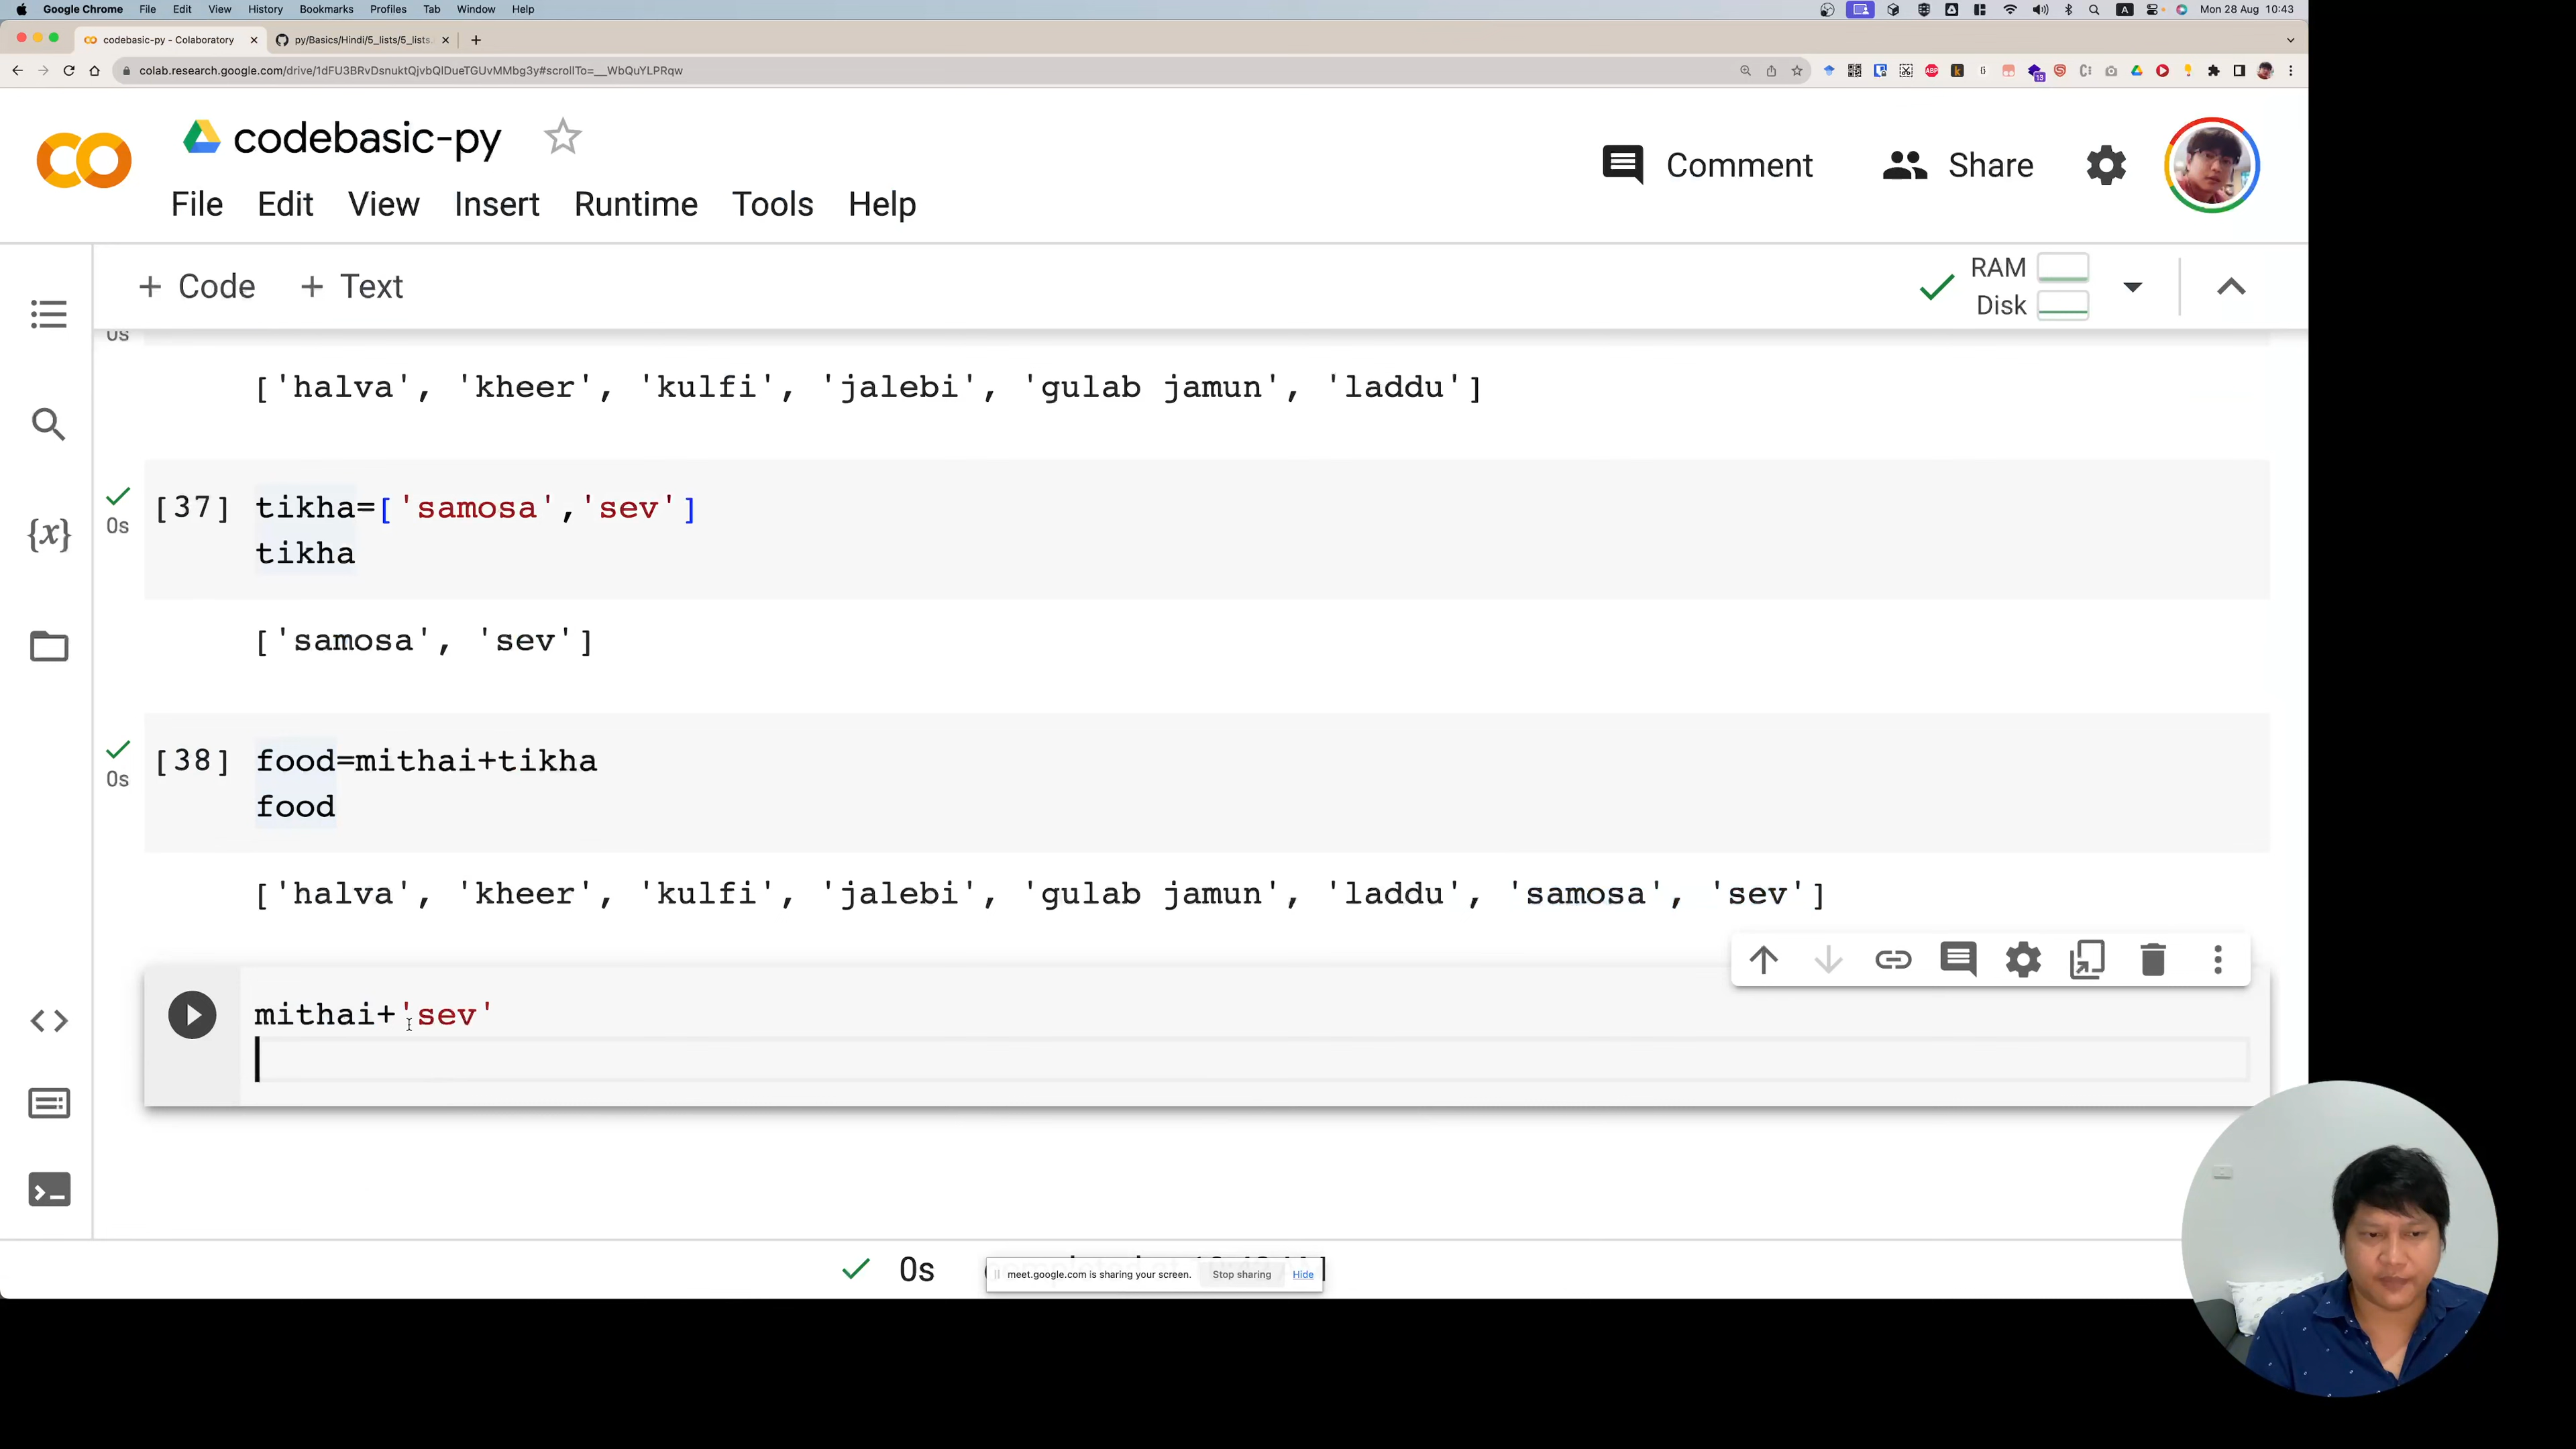 Google Chrome File Edit View History Bookmarks Profiles Tab Window Help
A Mon 28 Aug 10:43
codebasic-py - Colaboratory
py/Basics/Hindi/5_lists/5_lists.
colab.research.google.com/drive/1dFU3BRvDsnuktQjvbQlDueTGUvMMbg3y#scrollTo=__WbQuYLPRqw
ABP
13
codebasic-py
File Edit View Insert Runtime Tools Help
Comment
Share
+ Code + Text
RAM
Disk
0s
['halva', 'kheer', 'kulfi', 'jalebi', 'gulab jamun', 'laddu']
[37] tikha=['samosa','sev']
0s
tikha
['samosa', 'sev']
[38] food=mithai+tikha
0s
food
['halva', 'kheer', 'kulfi', 'jalebi', 'gulab jamun', 'laddu', 'samosa', 'sev']
{x}
mithai+'sev'
0s
meet.google.com is sharing your screen. Stop sharing Hide